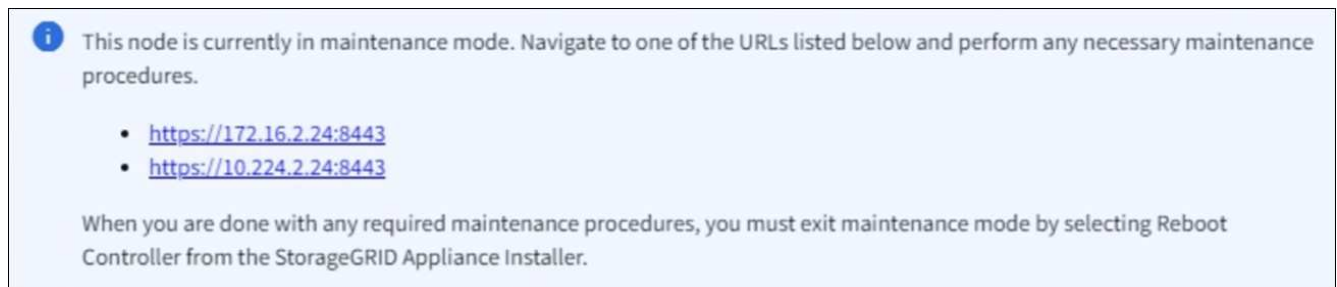 This node is currently in maintenance mode. Navigate to one of the URLs listed below and perform any necessary maintenance
procedures.
• https://172.16.2.24:8443
• https://10.224.2.24:8443
When you are done with any required maintenance procedures, you must exit maintenance mode by selecting Reboot
Controller from the StorageGRID Appliance Installer.